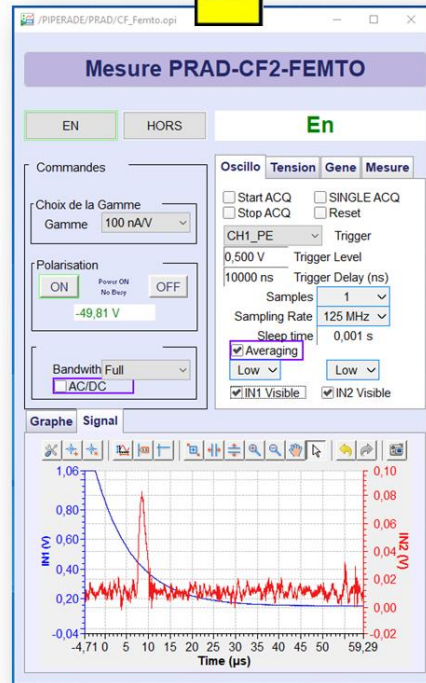 /PIPERADE/PRAD/CF_Femto.opi
Mesure PRAD-CF2-FEMTO
EN HORS En
Commandes
Choix de la Gamme
Gamme 100 nA/V
Polarisation
ON Power ON OFF
No Busy
-49,81 V
Bandwith Full
AC/DC
Oscillo Tension Gene Mesure
Start ACQ SINGLE ACQ
Stop ACQ Reset
CH1_PE Trigger
0,500 V Trigger Level
10000 ns Trigger Delay (ns)
Samples 1
Sampling Rate 125 MHz
Sleep time 0,001 s
Averaging
Low Low
IN1 Visible IN2 Visible
Graphe Signal
1,06 0,10
0,80 0,08
0,06
0,60 0,04
0,40 0,02
0,20 0,00
-0,04 -0,02
IN1 (V)
IN2 (V)
-4,71 0 5 10 15 20 25 30 35 40 45 50 59,29
Time (µs)